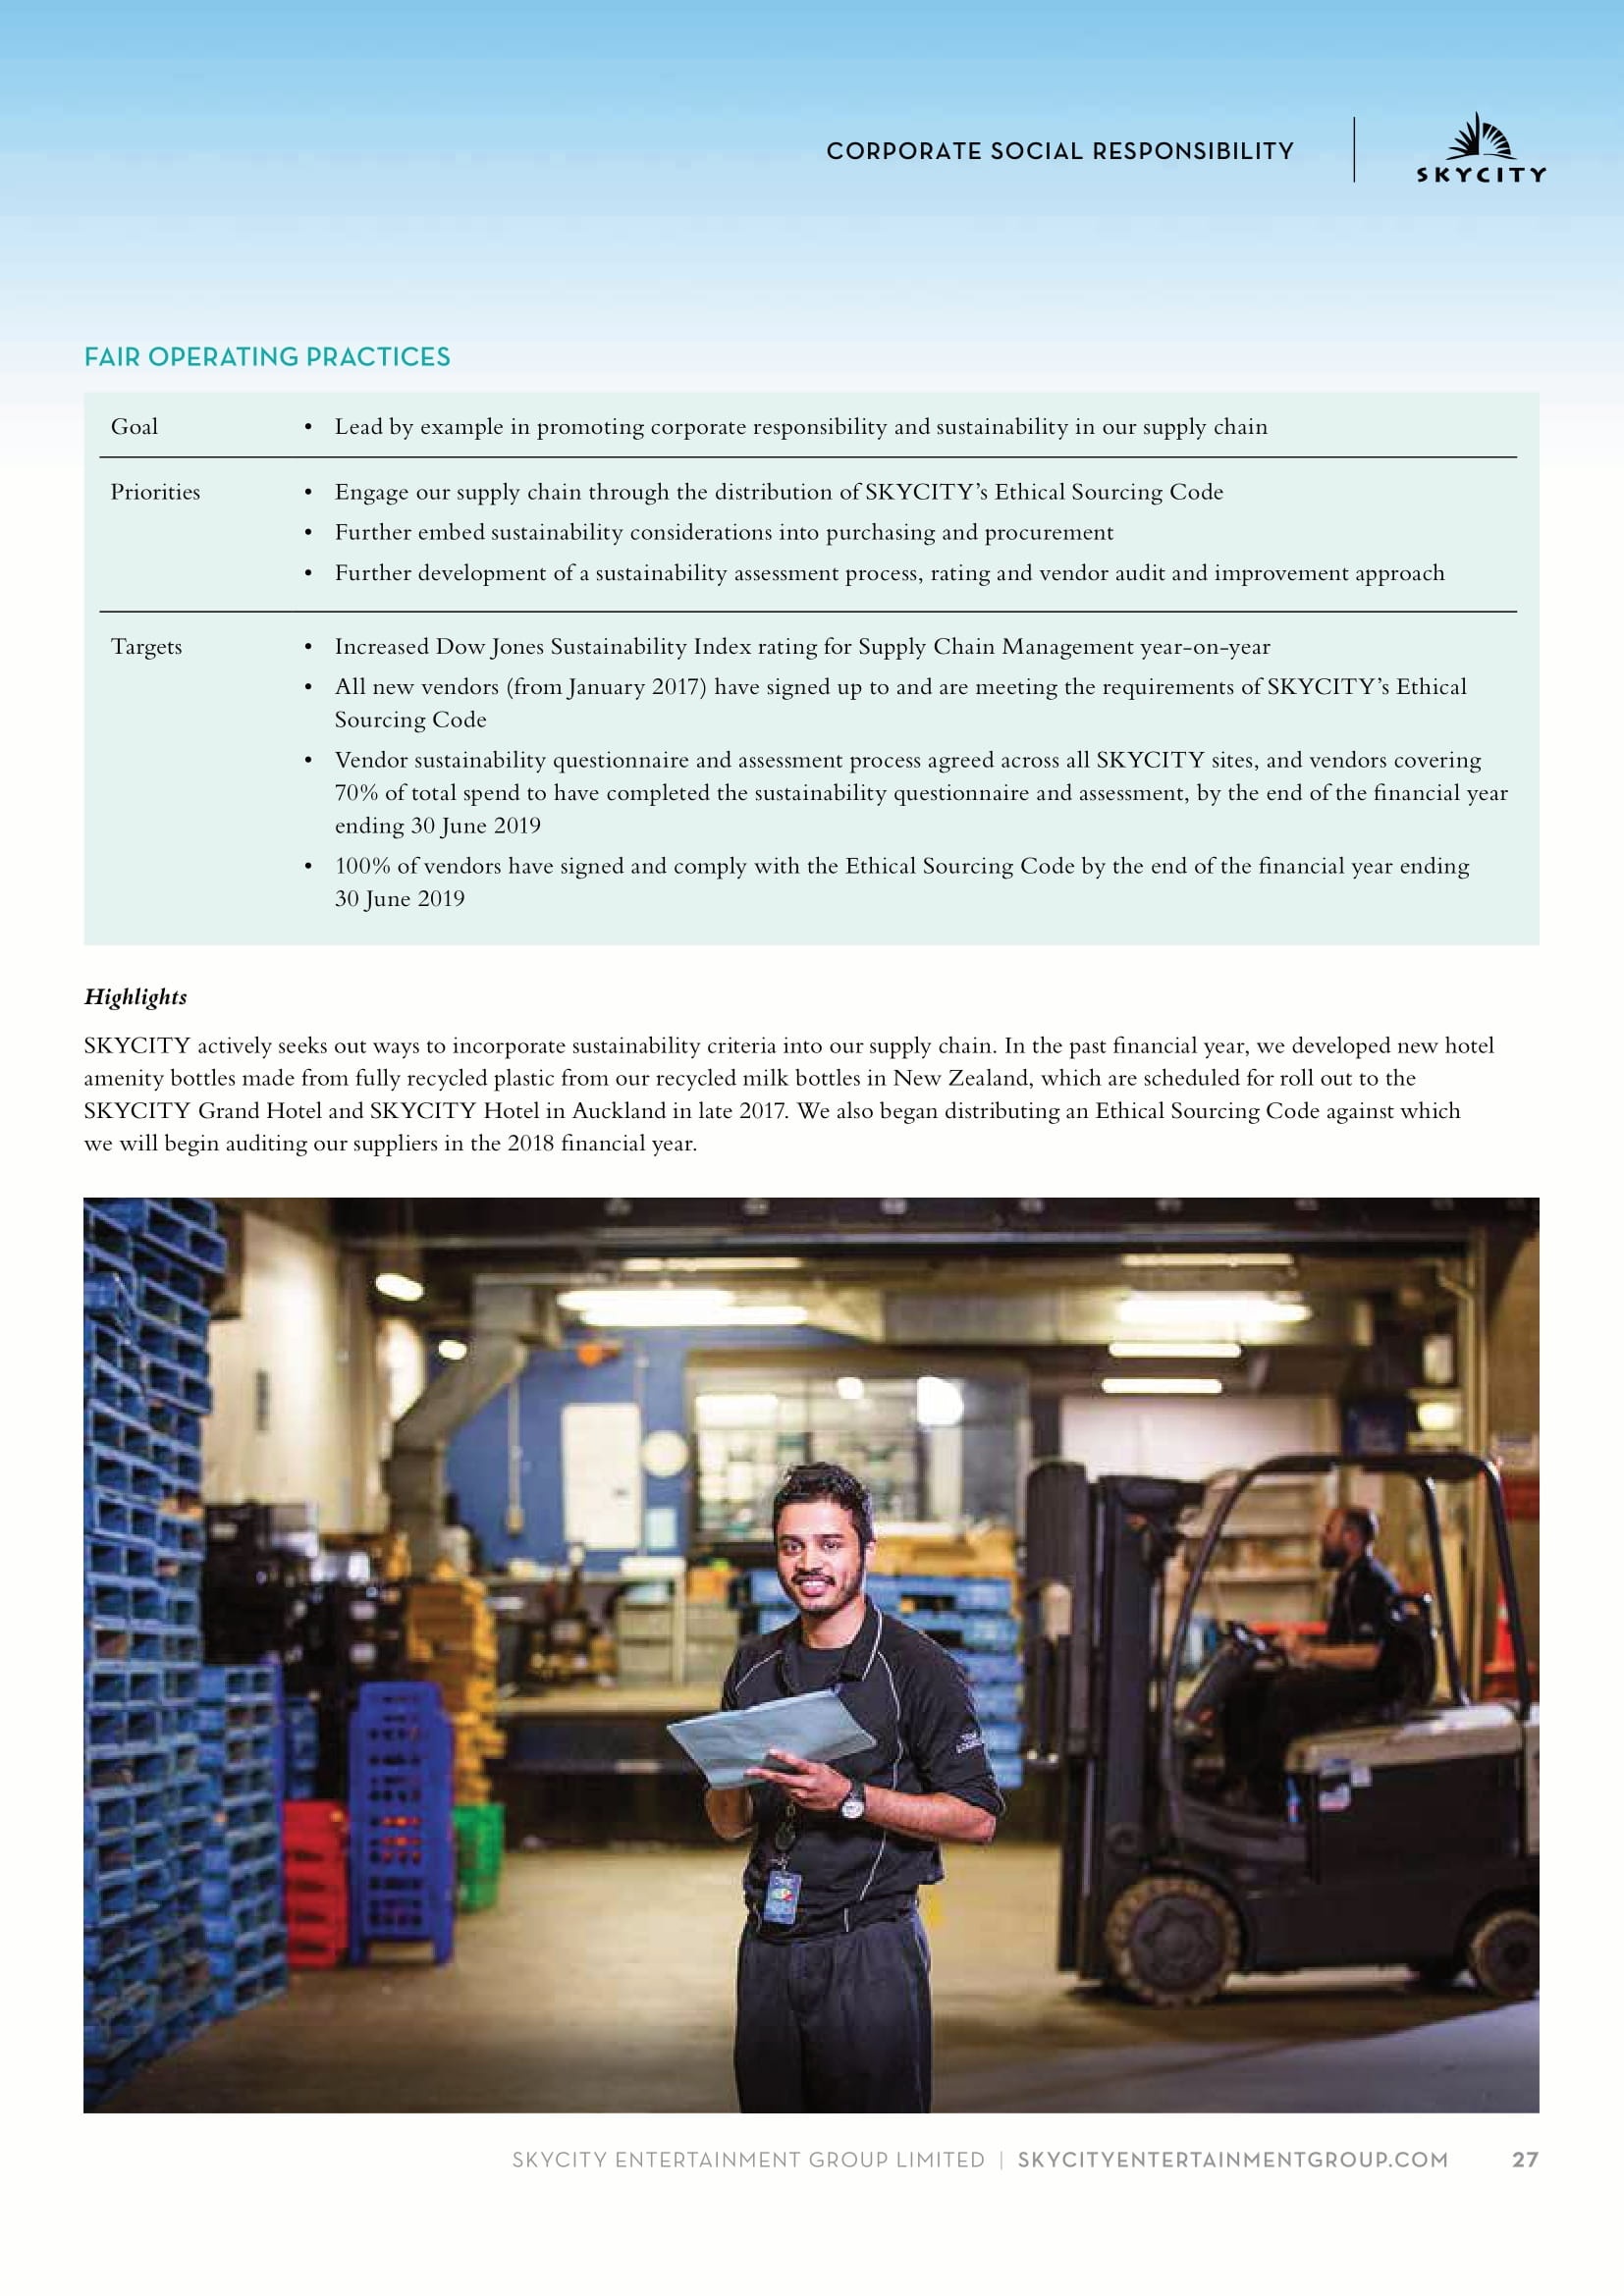 CORPORATE SOCIAL RESPONSIBILITY
SKYCITY
FAIR OPERATING PRACTICES
Goal
• Lead by example in promoting corporate responsibility and sustainability in our supply chain
Priorities
• Engage our supply chain through the distribution of SKYCITY’s Ethical Sourcing Code
• Further embed sustainability considerations into purchasing and procurement
• Further development of a sustainability assessment process, rating and vendor audit and improvement approach
Targets
• Increased Dow Jones Sustainability Index rating for Supply Chain Management year-on-year
• All new vendors (from January 2017) have signed up to and are meeting the requirements of SKYCITY’s Ethical
Sourcing Code
• Vendor sustainability questionnaire and assessment process agreed across all SKYCITY sites, and vendors covering
70% of total spend to have completed the sustainability questionnaire and assessment, by the end of the financial year
ending 30 June 2019
• 100% of vendors have signed and comply with the Ethical Sourcing Code by the end of the financial year ending
30 June 2019
Highlights
SKYCITY actively seeks out ways to incorporate sustainability criteria into our supply chain. In the past financial year, we developed new hotel
amenity bottles made from fully recycled plastic from our recycled milk bottles in New Zealand, which are scheduled for roll out to the
SKYCITY Grand Hotel and SKYCITY Hotel in Auckland in late 2017. We also began distributing an Ethical Sourcing Code against which
we will begin auditing our suppliers in the 2018 financial year.
SKYCITY ENTERTAINMENT GROUP LIMITED | SKYCITYENTERTAINMENTGROUP.COM 27